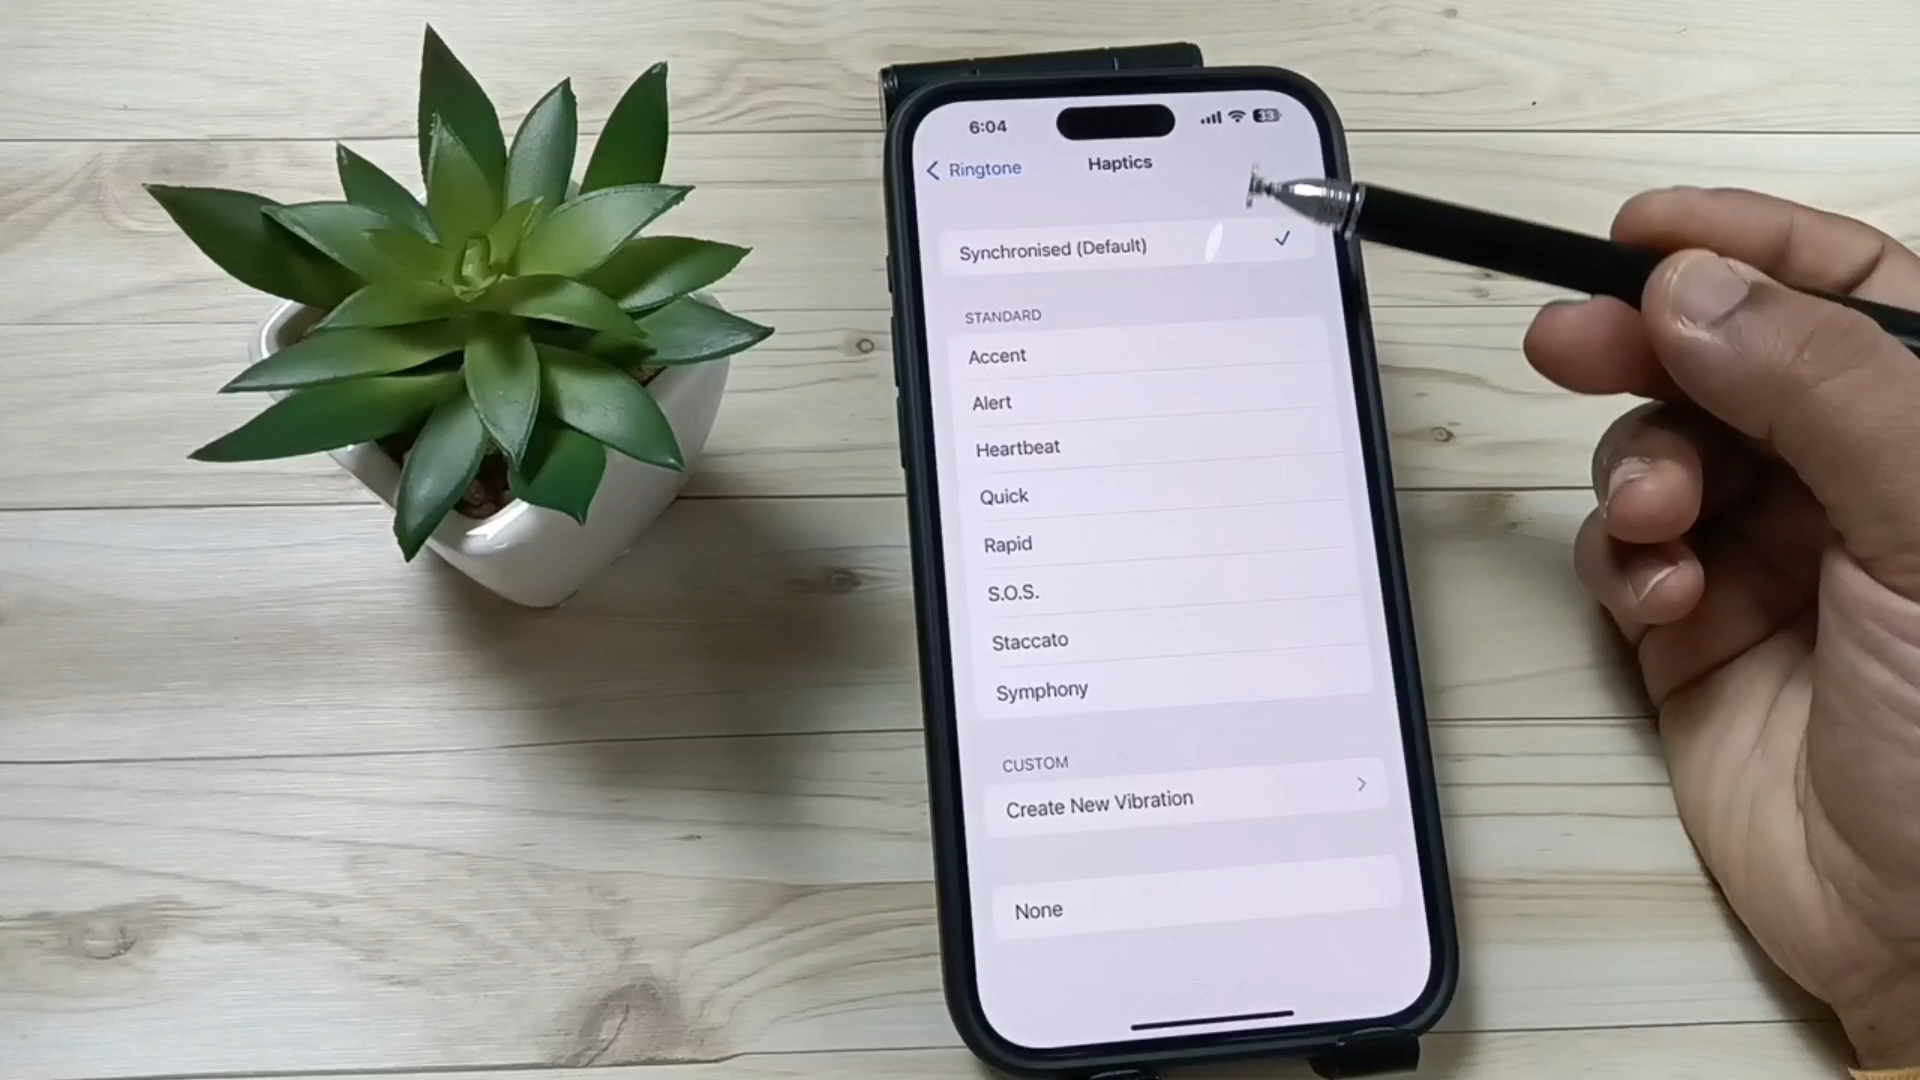 6:04
33
Ringtone
Haptics
Synchronised (Default)
STANDARD
Accent
Alert
Heartbeat
Quick
Rapid
S.O.S.
Staccato
Symphony
CUSTOM
Create New Vibration
None